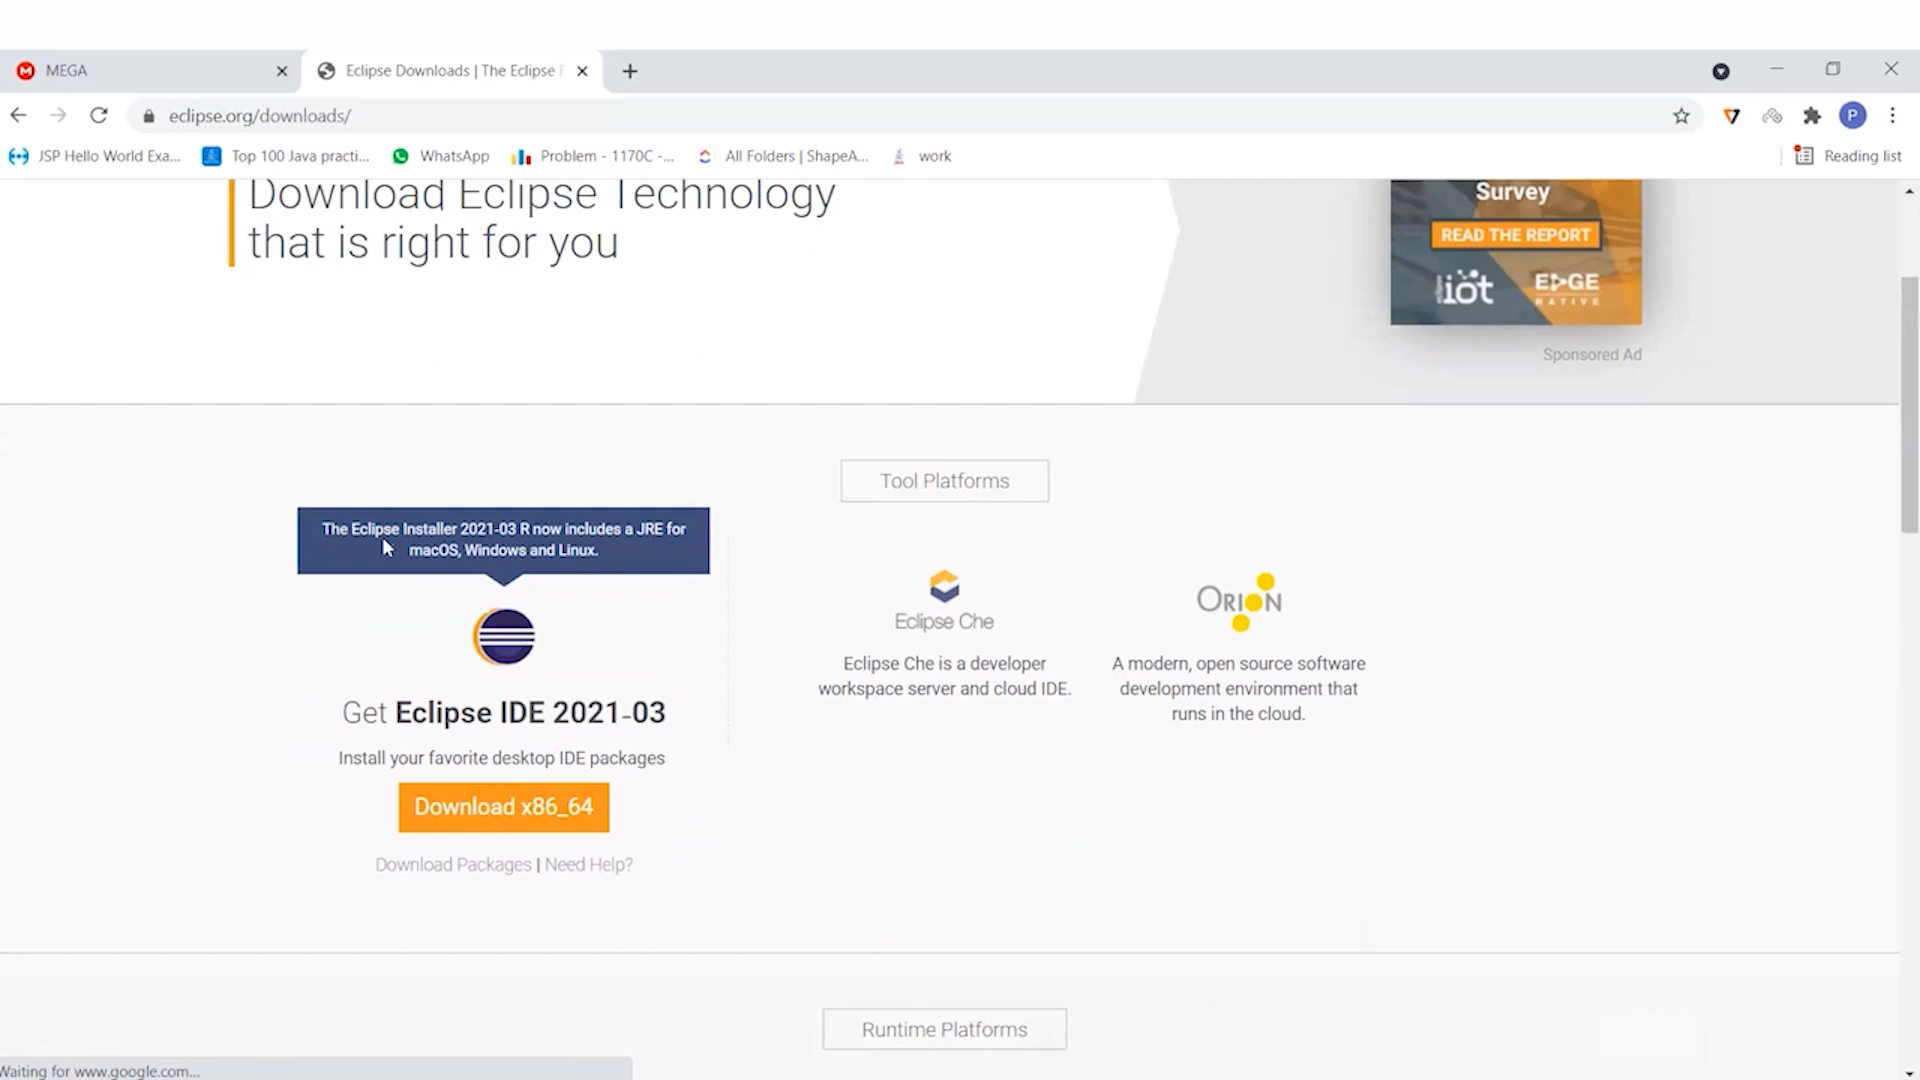 MEGA
Eclipse Downloads | The Eclipse F
eclipse.org/downloads/
P
JSP Hello World Exa...
Top 100 Java practi...
WhatsApp
Problem - 1170C -...
All Folders | ShapeA...
work
Reading list
Download Eclipse Technology
that is right for you
Survey
READ THE REPORT
eclipse iot
EDGE
NATIVE
Sponsored Ad
Tool Platforms
The Eclipse Installer 2021-03 R now includes a JRE for
macOS, Windows and Linux.
Get Eclipse IDE 2021-03
Install your favorite desktop IDE packages
Download x86_64
Download Packages | Need Help?
Eclipse Che
Eclipse Che is a developer
workspace server and cloud IDE.
ORION
A modern, open source software
development environment that
runs in the cloud.
Runtime Platforms
Waiting for www.google.com...